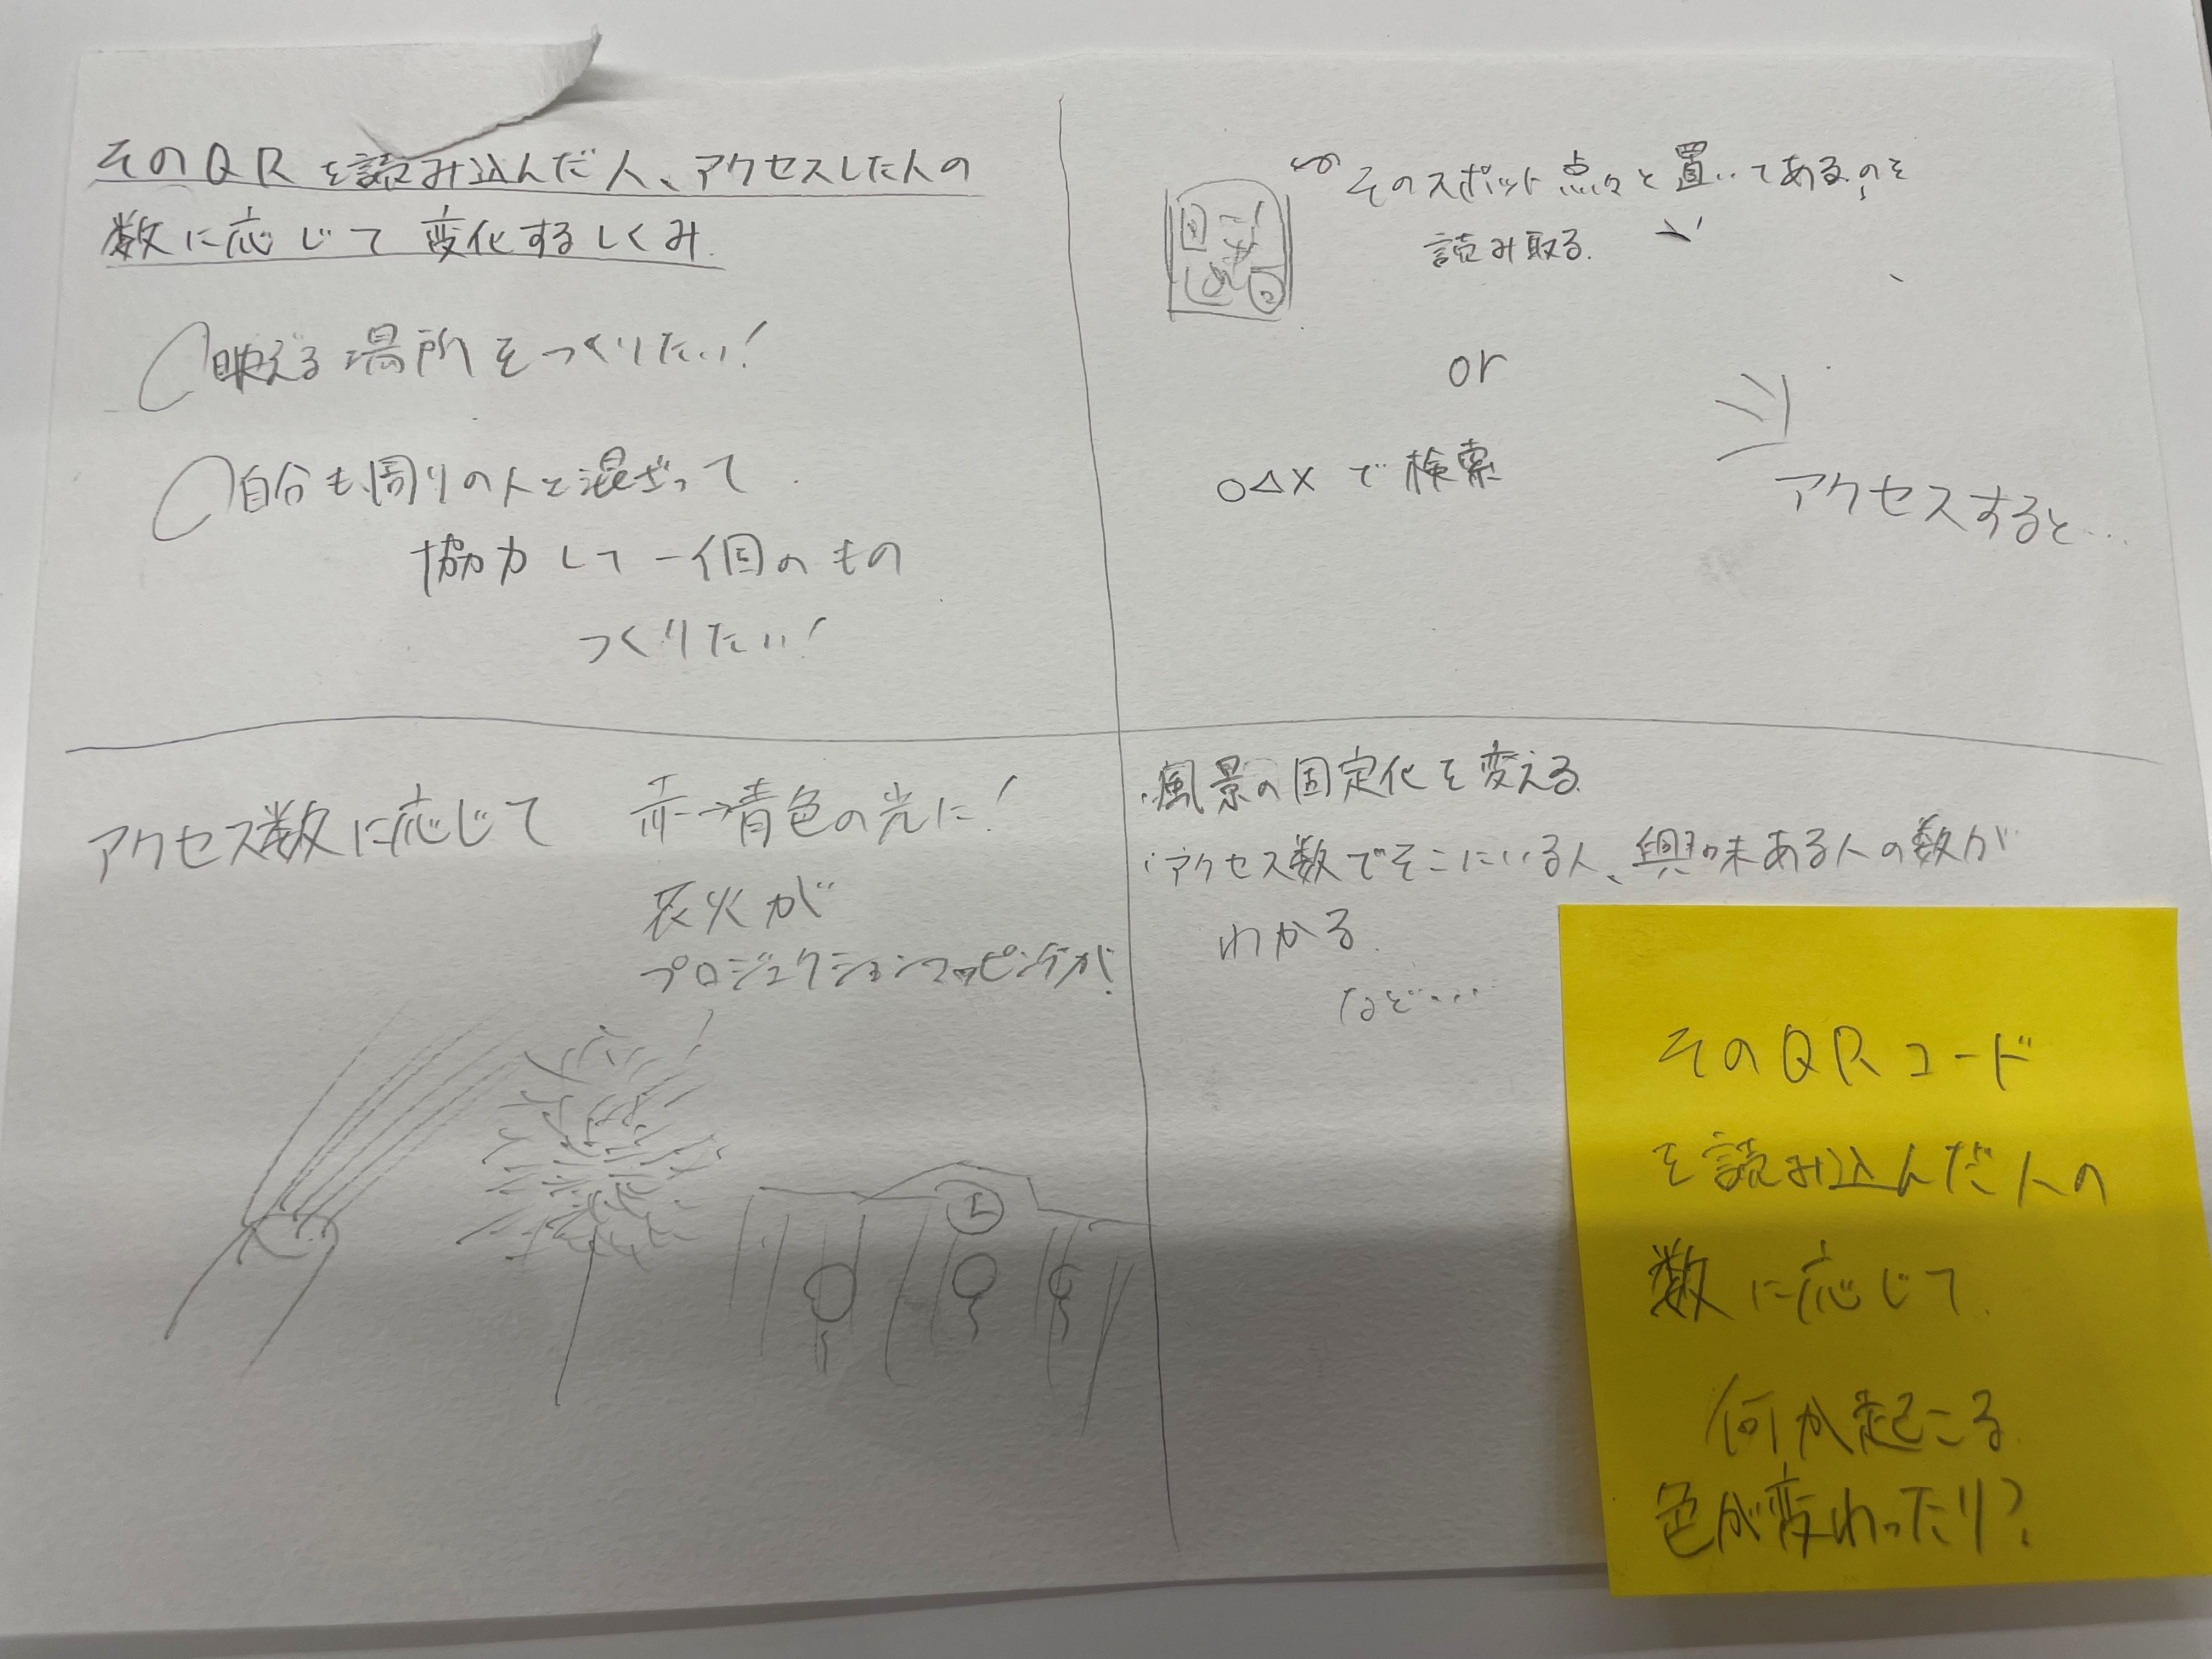 そのQRを読み込んだ人、アクセスした人の
数に応じて変化するしくみ.
映える場所をつくりたい!
自分も周りの人と混ざって
協力して一個のもの
つくりたい!
そのスポット点々と置いてあるのを
読み取る.
or
○△×で検索
アクセスすると…
アクセス数に応じて
赤→青色の光に!
花火が
プロジェクションマッピングが!
・風景の固定化を変える
・アクセス数でそこにいる人、興味ある人の数が
わかる.
など…
そのQRコード
を読み込んだ人の
数に応じて.
何か起こる
色が変わったり?